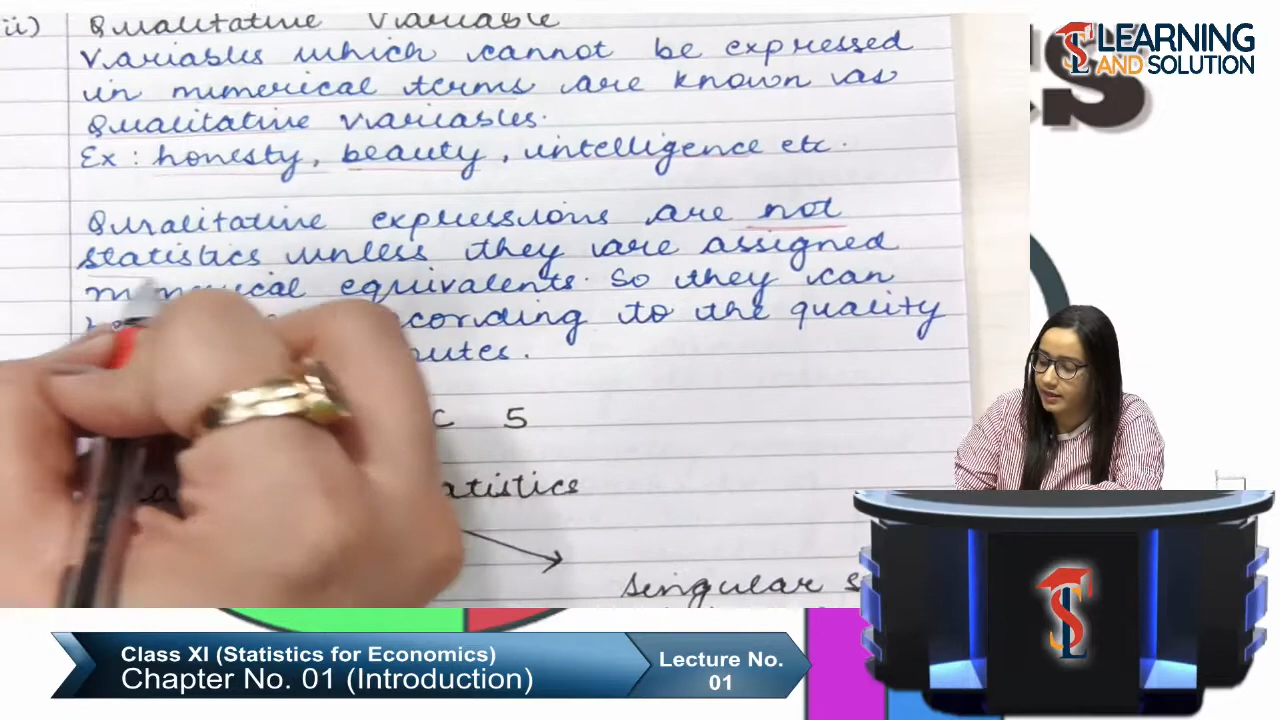 ii) Qualitative Variable
Variables which cannot be expressed
in numerical terms are known as
Qualitative variables.
Ex : honesty, beauty, intelligence etc.
Qualitative expressions are not
statistics unless they are assigned
numerical equivalents. So they can
according to the quality
C 5
singular
LEARNING
AND SOLUTION
Class XI (Statistics for Economics)
Chapter No. 01 (Introduction)
Lecture No.
01